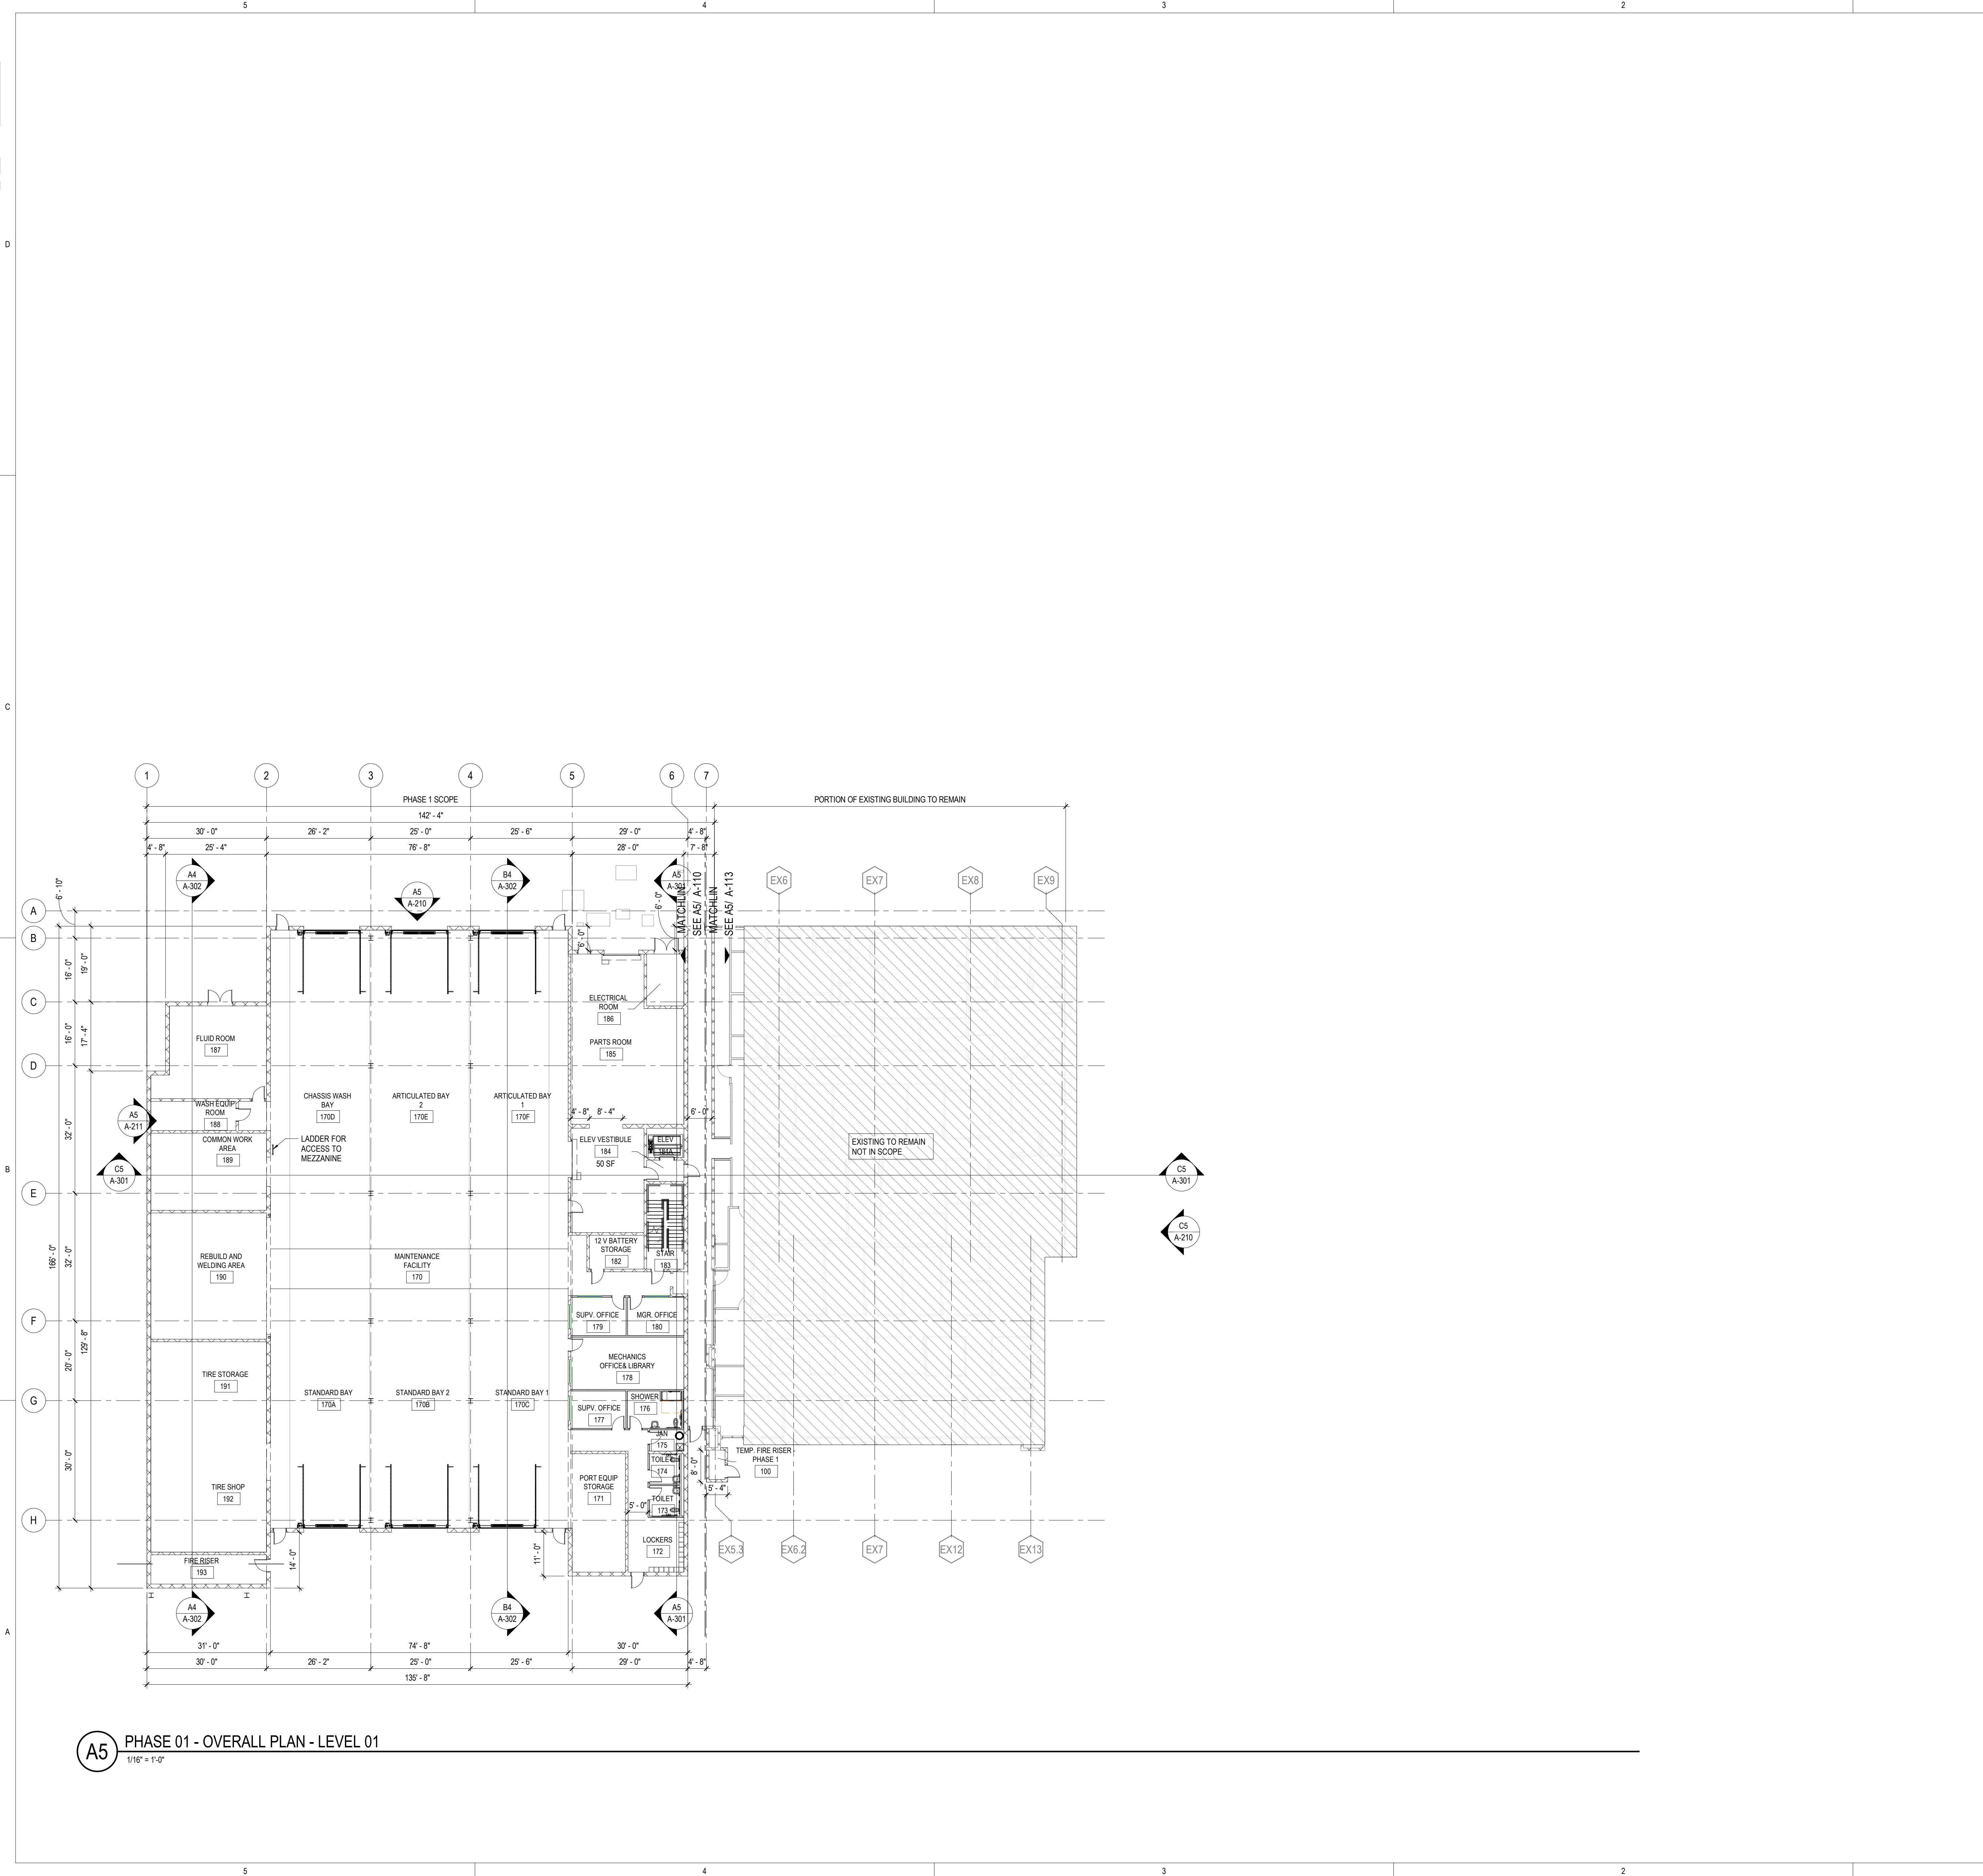 5
4
3
2
D
C
B
A
1
2
3
4
5
6
7
PHASE 1 SCOPE
PORTION OF EXISTING BUILDING TO REMAIN
142' - 4"
30' - 0"
26' - 2"
25' - 0"
25' - 6"
29' - 0"
4' - 8"
4' - 8"
25' - 4"
76' - 8"
28' - 0"
7' - 8"
A4
A-302
B4
A-302
A5
A-301
A5
A-210
MATCHLIN
SEE A5/ A-110
MATCHLIN
SEE A5/ A-113
EX6
EX7
EX8
EX9
A
B
C
D
E
F
G
H
6' - 10"
16' - 0"
19' - 0"
16' - 0"
17' - 4"
32' - 0"
32' - 0"
166' - 0"
129' - 8"
20' - 0"
30' - 0"
6' - 0"
6' - 0"
ELECTRICAL
ROOM
186
FLUID ROOM
187
PARTS ROOM
185
WASH EQUIP.
ROOM
188
CHASSIS WASH
BAY
170D
ARTICULATED BAY
2
170E
ARTICULATED BAY
1
170F
4' - 8"
8' - 4"
6' - 0"
A5
A-211
COMMON WORK
AREA
189
LADDER FOR
ACCESS TO
MEZZANINE
ELEV VESTIBULE
184
50 SF
ELEV
184A
EXISTING TO REMAIN
NOT IN SCOPE
C5
A-301
C5
A-301
C5
A-210
REBUILD AND
WELDING AREA
190
MAINTENANCE
FACILITY
170
12 V BATTERY
STORAGE
182
STAIR
183
SUPV. OFFICE
179
MGR. OFFICE
180
MECHANICS
OFFICE& LIBRARY
178
TIRE STORAGE
191
STANDARD BAY
170A
STANDARD BAY 2
170B
STANDARD BAY 1
170C
SHOWER
176
SUPV. OFFICE
177
JAN
175
TOILET
174
TOILET
173
TEMP. FIRE RISER -
PHASE 1
100
8' - 0"
5' - 4"
TIRE SHOP
192
PORT EQUIP
STORAGE
171
5' - 0"
LOCKERS
172
FIRE RISER
193
14' - 0"
11' - 0"
EX5.3
EX6.2
EX7
EX12
EX13
A4
A-302
B4
A-302
A5
A-301
31' - 0"
74' - 8"
30' - 0"
30' - 0"
26' - 2"
25' - 0"
25' - 6"
29' - 0"
4' - 8"
135' - 8"
A5
PHASE 01 - OVERALL PLAN - LEVEL 01
1/16" = 1'-0"
5
4
3
2